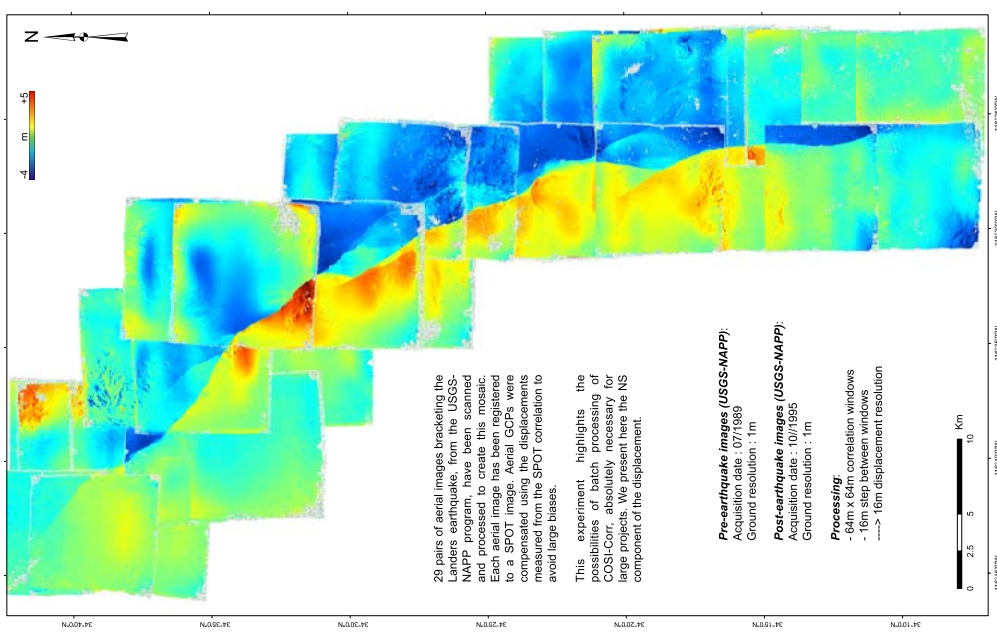 N
-4 m +5
29 pairs of aerial images bracketing the
Landers earthquake, from the USGS-
NAPP program, have been scanned
and processed to create this mosaic.
Each aerial image has been registered
to a SPOT image. Aerial GCPs were
compensated using the displacements
measured from the SPOT correlation to
avoid large biases.
This experiment highlights the
possibilities of batch processing of
COSI-Corr, absolutely necessary for
large projects. We present here the NS
component of the displacement.
Pre-earthquake images (USGS-NAPP):
Acquisition date : 07/1989
Ground resolution : 1m
Post-earthquake images (USGS-NAPP):
Acquisition date : 10//1995
Ground resolution : 1m
Processing:
- 64m x 64m correlation windows
- 16m step between windows
----> 16m displacement resolution
0 2.5 5 10
Km
34°40'0"N
34°35'0"N
34°30'0"N
34°25'0"N
34°20'0"N
34°15'0"N
34°10'0"N